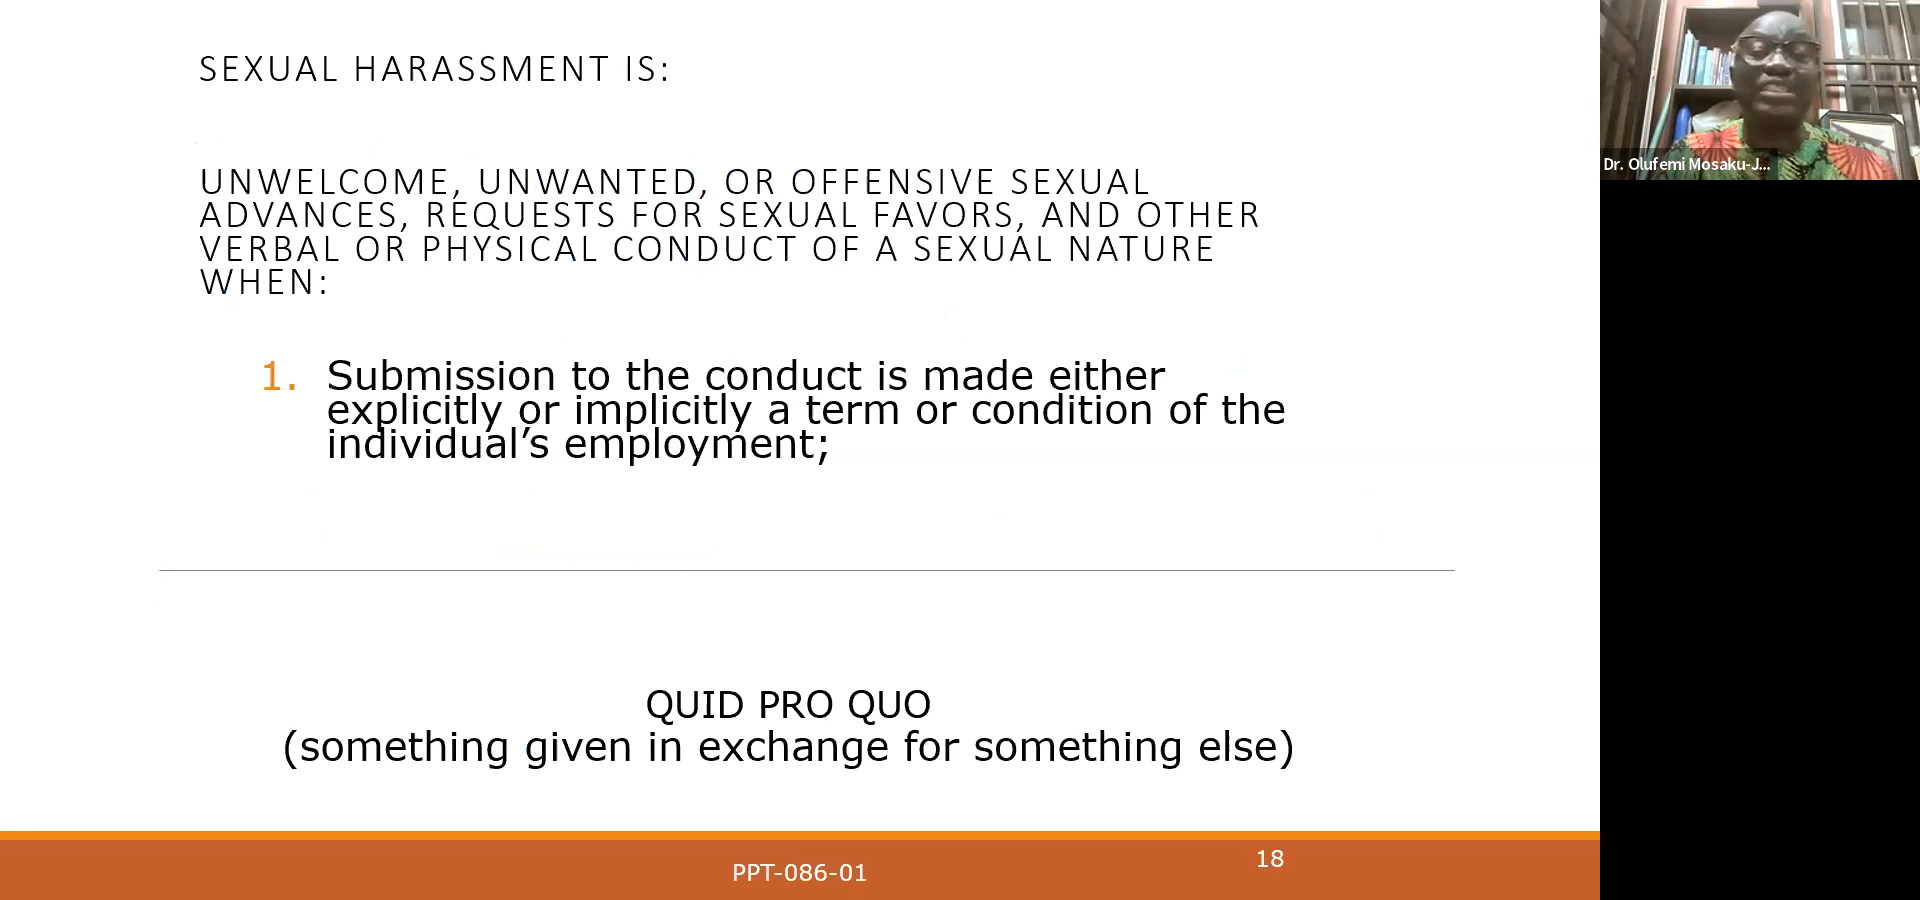 SEXUAL HARASSMENT IS:
UNWELCOME, UNWANTED, OR OFFENSIVE SEXUAL
ADVANCES, REQUESTS FOR SEXUAL FAVORS, AND OTHER
VERBAL OR PHYSICAL CONDUCT OF A SEXUAL NATURE
WHEN:
1. Submission to the conduct is made either
explicitly or implicitly a term or condition of the
individual’s employment;
QUID PRO QUO
(something given in exchange for something else)
PPT-086-01
18
Dr. Olufemi Mosaku-J...